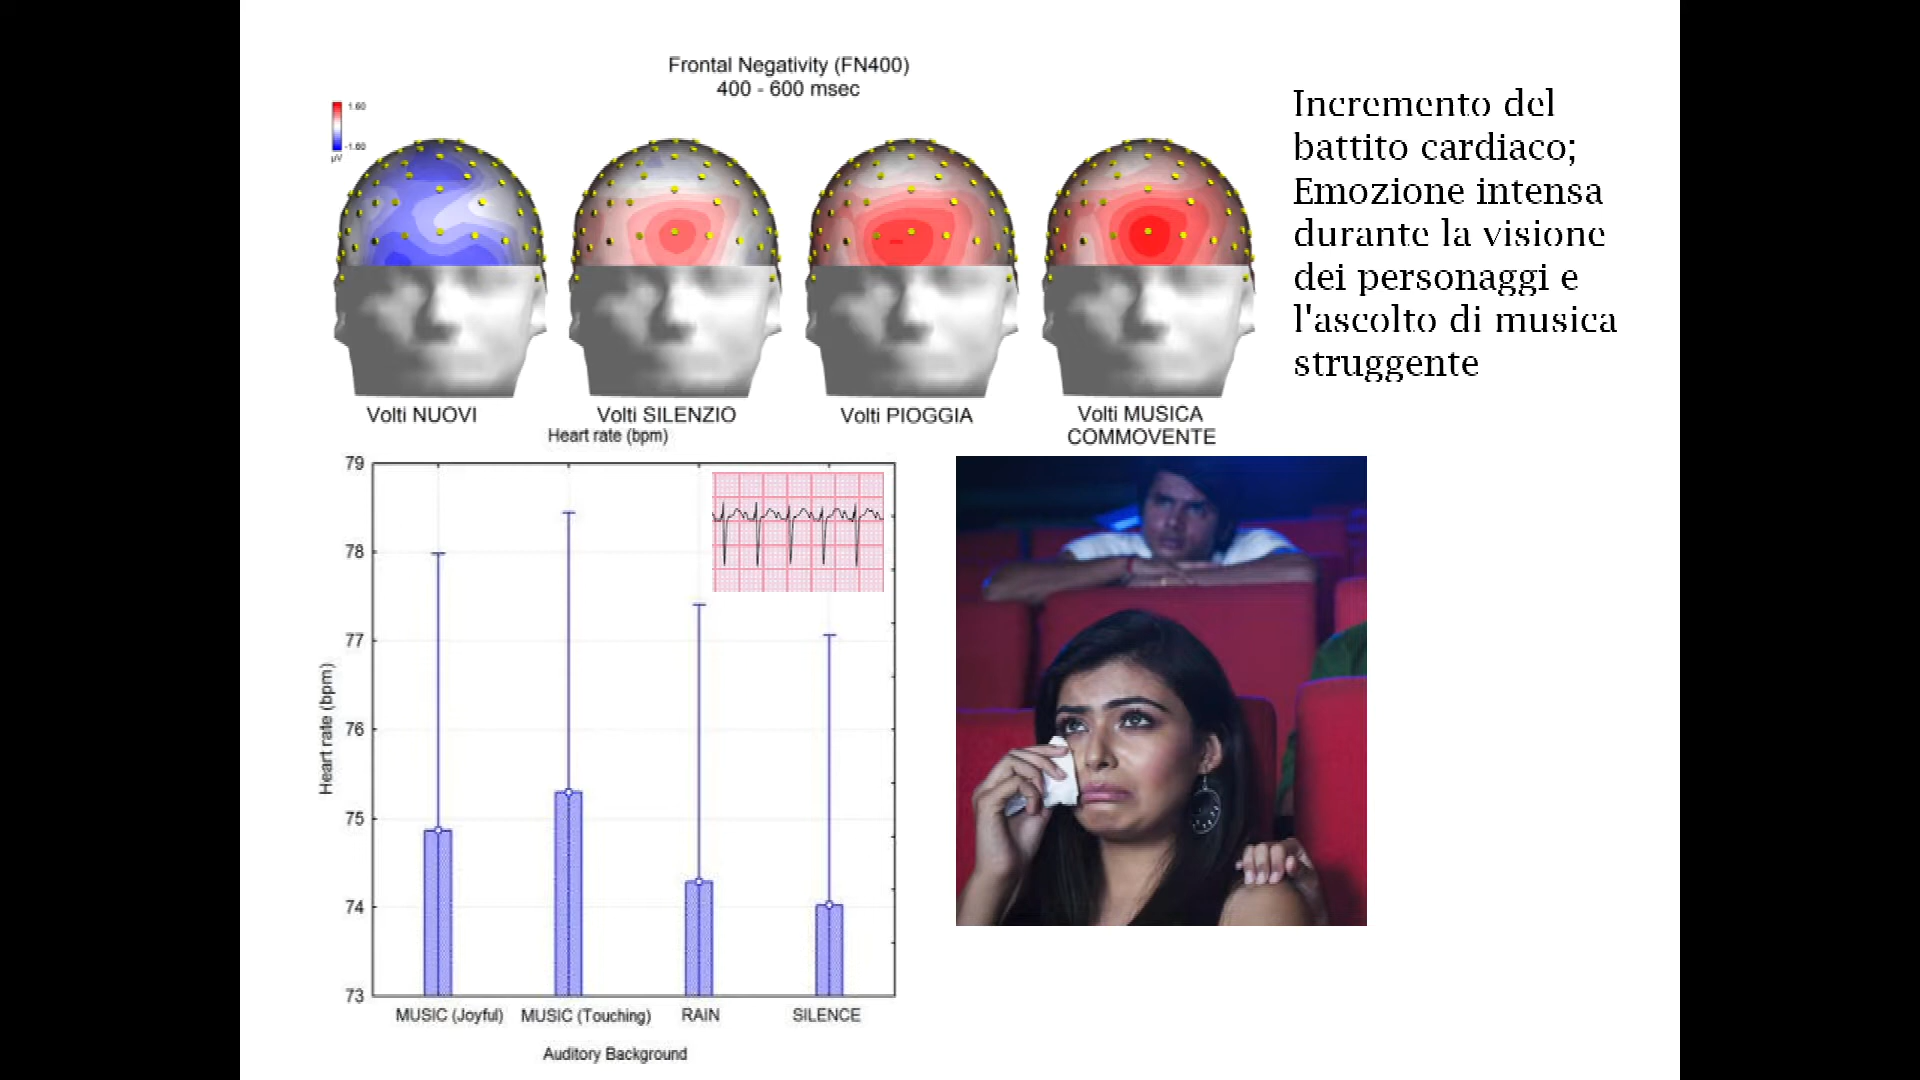 Frontal Negativity (FN400)
400 - 600 msec
1.60
-1.60
µV
Volti NUOVI
Volti SILENZIO
Volti PIOGGIA
Volti MUSICA
COMMOVENTE
Incremento del
battito cardiaco;
Emozione intensa
durante la visione
dei personaggi e
l'ascolto di musica
struggente
Heart rate (bpm)
79
78
77
76
75
74
73
Heart rate (bpm)
MUSIC (Joyful)
MUSIC (Touching)
RAIN
SILENCE
Auditory Background